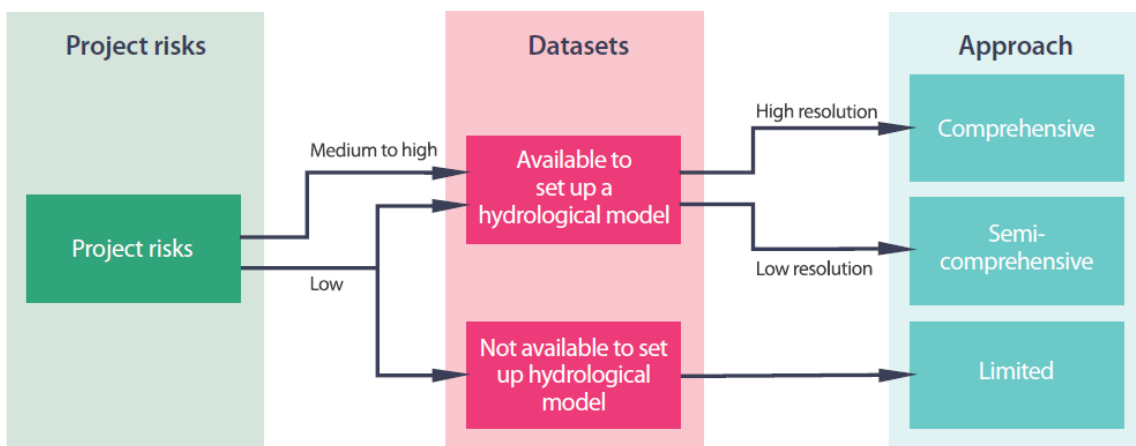 Project risks
Datasets
Approach
Project risks
Medium to high
Low
Available to
set up a
hydrological model
Not available to set
up hydrological
model
High resolution
Low resolution
Comprehensive
Semi-
comprehensive
Limited